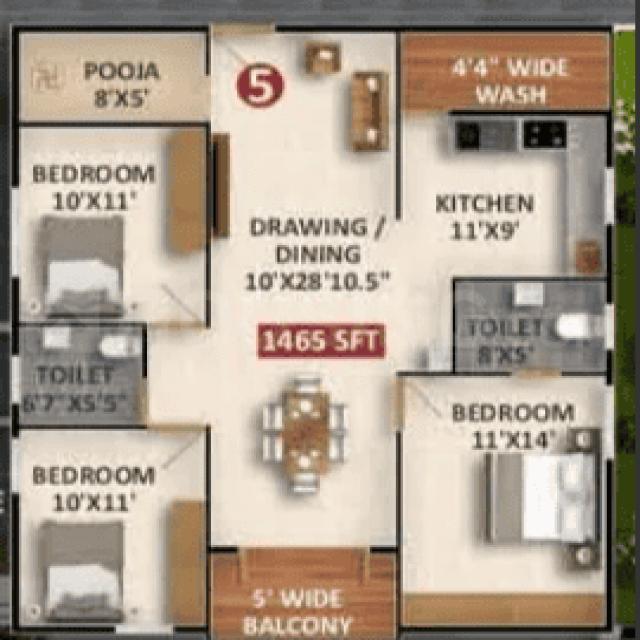 POOJA
8'X5'
5
4'4" WIDE
WASH
BEDROOM
10'X11'
KITCHEN
11'X9'
DRAWING /
DINING
10'X28'10.5"
1465 SFT
TOILET
8'X5'
TOILET
6'7"X5'5"
BEDROOM
11'X14'
BEDROOM
10'X11'
5' WIDE
BALCONY